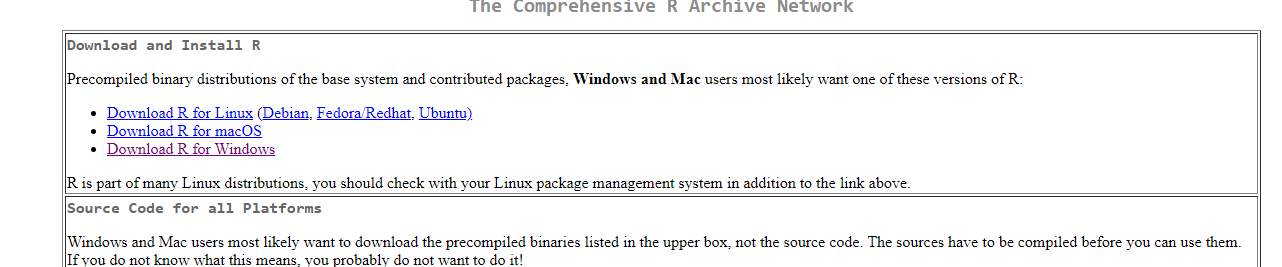 The Comprehensive R Archive Network
Download and Install R
Precompiled binary distributions of the base system and contributed packages, Windows and Mac users most likely want one of these versions of R:
Download R for Linux (Debian, Fedora/Redhat, Ubuntu)
Download R for macOS
Download R for Windows
R is part of many Linux distributions, you should check with your Linux package management system in addition to the link above.
Source Code for all Platforms
Windows and Mac users most likely want to download the precompiled binaries listed in the upper box, not the source code. The sources have to be compiled before you can use them.
If you do not know what this means, you probably do not want to do it!